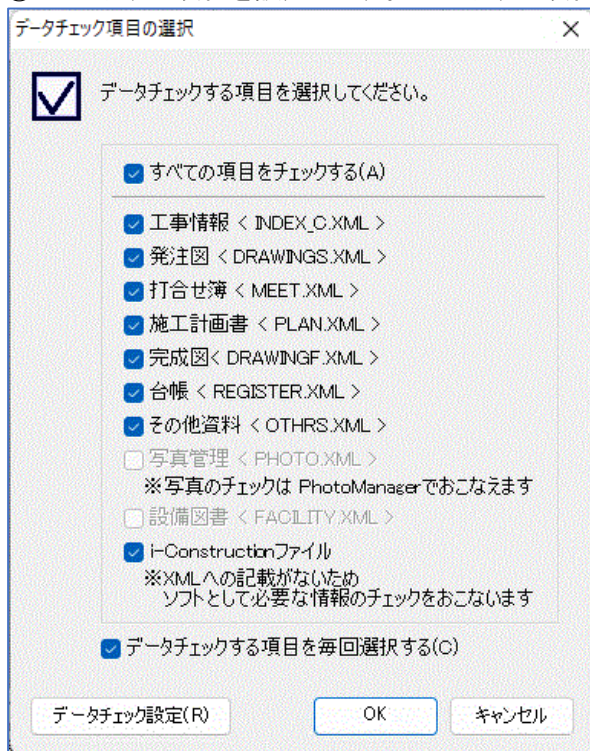 データチェック項目の選択
データチェックする項目を選択してください。
すべての項目をチェックする(A)
工事情報 < INDEX_C.XML >
発注図 < DRAWINGS.XML >
打合せ簿 < MEET.XML >
施工計画書 < PLAN.XML >
完成図< DRAWINGF.XML >
台帳 < REGISTER.XML >
その他資料 < OTHRS.XML >
写真管理 < PHOTO.XML >
※写真のチェックは PhotoManagerでおこなえます
設備図書 < FACILITY.XML >
i-Constructionファイル
※XMLへの記載がないため
ソフトとして必要な情報のチェックをおこないます
データチェックする項目を毎回選択する(C)
データチェック設定(R)
OK
キャンセル